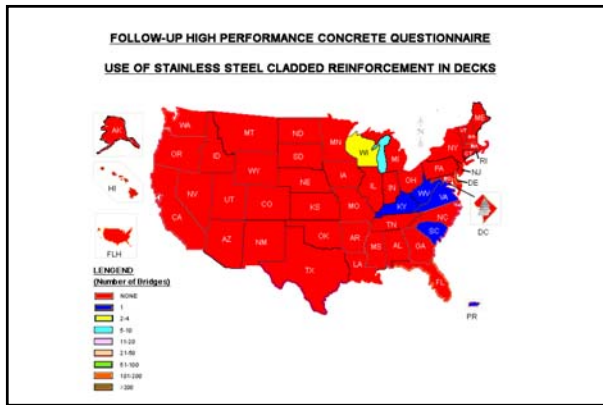 FOLLOW-UP HIGH PERFORMANCE CONCRETE QUESTIONNAIRE
USE OF STAINLESS STEEL CLADDED REINFORCEMENT IN DECKS
AK
HI
FLH
WA
OR
CA
NV
ID
MT
WY
UT
CO
AZ
NM
ND
SD
NE
KS
OK
TX
MN
IA
MO
AR
LA
WI
IL
MI
IN
OH
KY
TN
MS
AL
GA
FL
SC
NC
VA
WV
PA
NY
VT
ME
RI
NJ
DE
DC
PR
N
LENGEND
(Number of Bridges)
NONE
1
2-4
5-10
11-20
21-50
51-100
101-200
>200